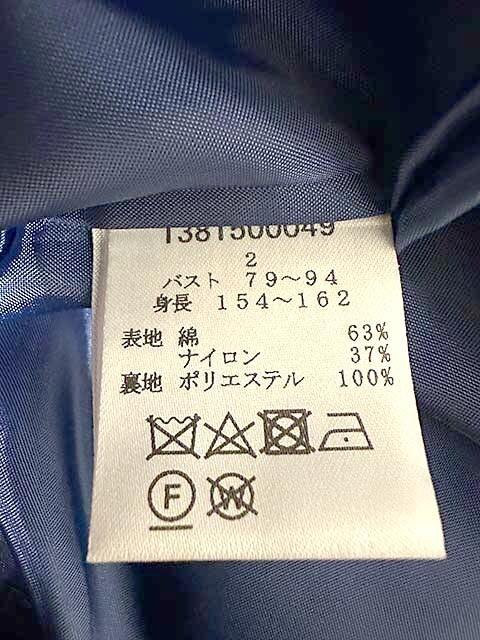 1381500049
2
バスト 79～94
身長 154～162
表地 綿 63%
ナイロン 37%
裏地 ポリエステル 100%
F W